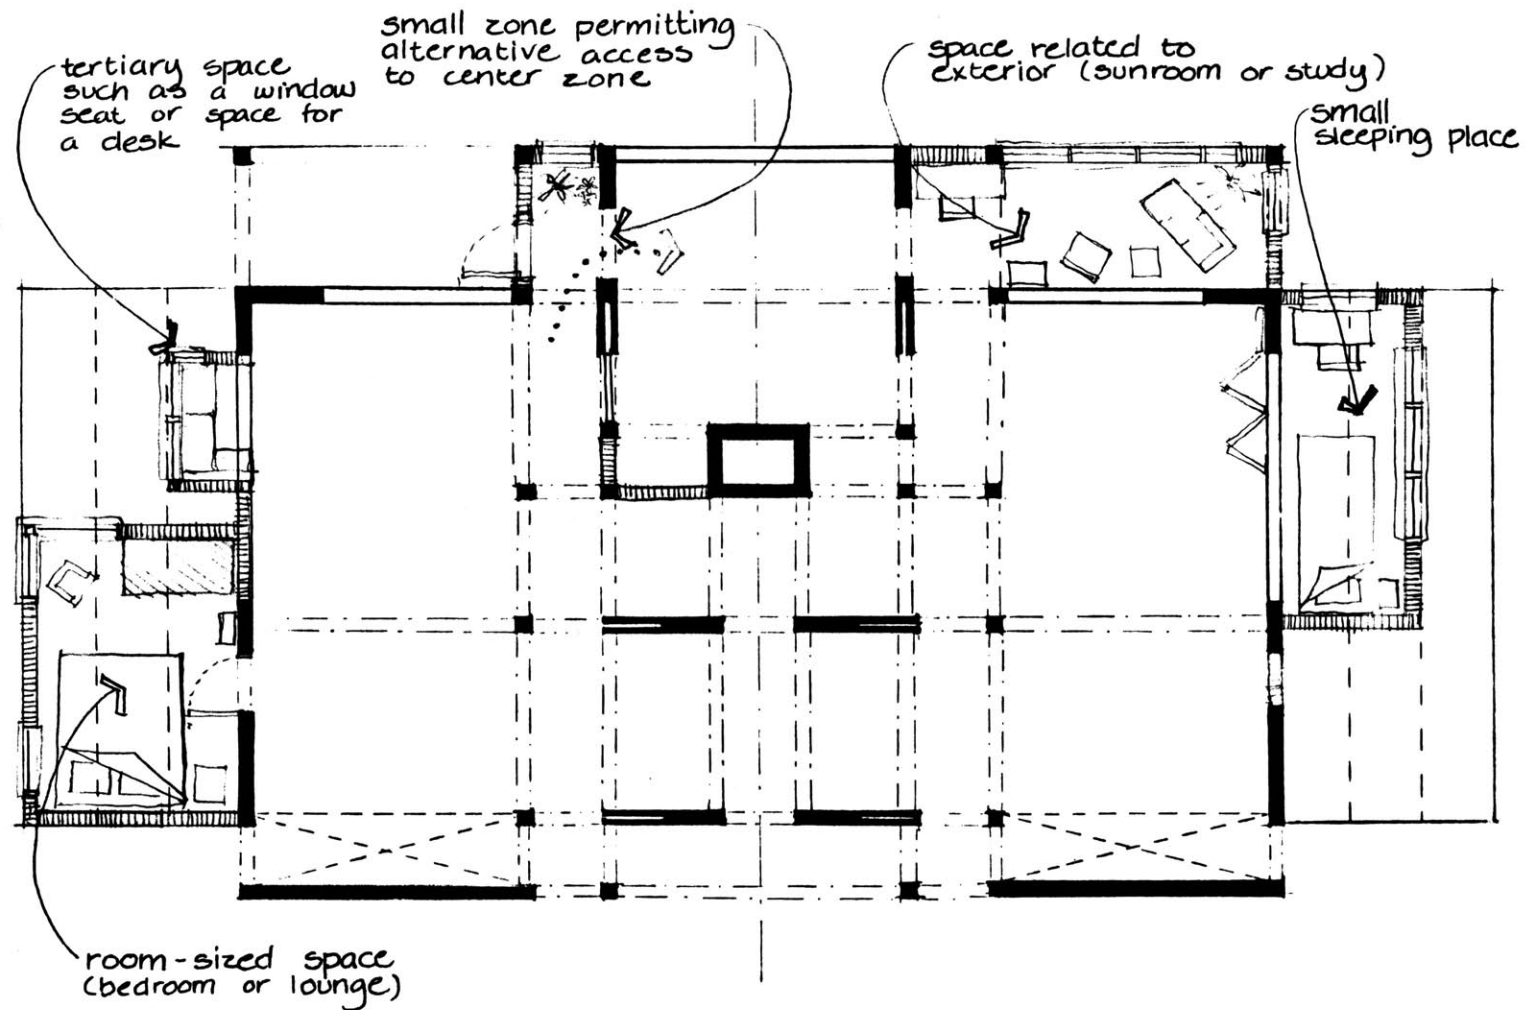 tertiary space
such as a window
seat or space for
a desk
small zone permitting
alternative access
to center zone
space related to
exterior (sunroom or study)
small
sleeping place
room-sized space
(bedroom or lounge)